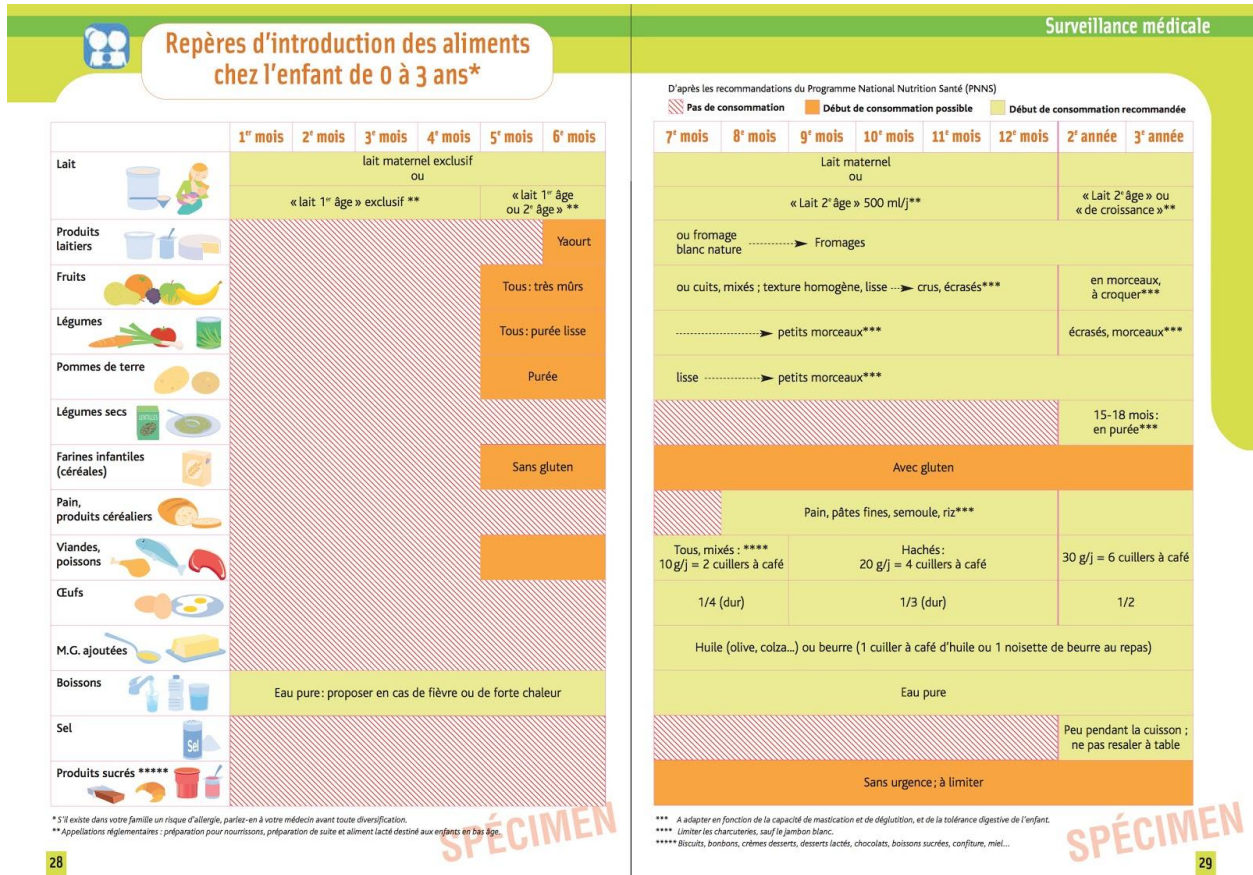 Repères d’introduction des aliments
chez l’enfant de 0 à 3 ans*
1er mois 2e mois 3e mois 4e mois 5e mois 6e mois
Lait
lait maternel exclusif
ou
« lait 1er âge » exclusif **
« lait 1er âge
ou 2e âge » **
Produits
laitiers
Yaourt
Fruits
Tous : très mûrs
Légumes
Tous : purée lisse
Pommes de terre
Purée
Légumes secs
Farines infantiles
(céréales)
Sans gluten
Pain,
produits céréaliers
Viandes,
poissons
Œufs
M.G. ajoutées
Boissons
Eau pure : proposer en cas de fièvre ou de forte chaleur
Sel
Sel
Produits sucrés *****
* S’il existe dans votre famille un risque d’allergie, parlez-en à votre médecin avant toute diversification.
** Appellations réglementaires : préparation pour nourrissons, préparation de suite et aliment lacté destiné aux enfants en bas âge.
SPÉCIMEN
28
Surveillance médicale
D’après les recommandations du Programme National Nutrition Santé (PNNS)
Pas de consommation Début de consommation possible Début de consommation recommandée
7e mois 8e mois 9e mois 10e mois 11e mois 12e mois 2e année 3e année
Lait maternel
ou
« Lait 2e âge » 500 ml/j**
« Lait 2e âge » ou
« de croissance »**
ou fromage
blanc nature
Fromages
ou cuits, mixés ; texture homogène, lisse crus, écrasés***
en morceaux,
à croquer***
petits morceaux***
écrasés, morceaux***
lisse petits morceaux***
15-18 mois :
en purée***
Avec gluten
Pain, pâtes fines, semoule, riz***
Tous, mixés : ****
10 g/j = 2 cuillers à café
Hachés :
20 g/j = 4 cuillers à café
30 g/j = 6 cuillers à café
1/4 (dur) 1/3 (dur) 1/2
Huile (olive, colza...) ou beurre (1 cuiller à café d’huile ou 1 noisette de beurre au repas)
Eau pure
Peu pendant la cuisson ;
ne pas resaler à table
Sans urgence ; à limiter
*** A adapter en fonction de la capacité de mastication et de déglutition, et de la tolérance digestive de l’enfant.
**** Limiter les charcuteries, sauf le jambon blanc.
***** Biscuits, bonbons, crèmes desserts, desserts lactés, chocolats, boissons sucrées, confiture, miel...
SPÉCIMEN
29